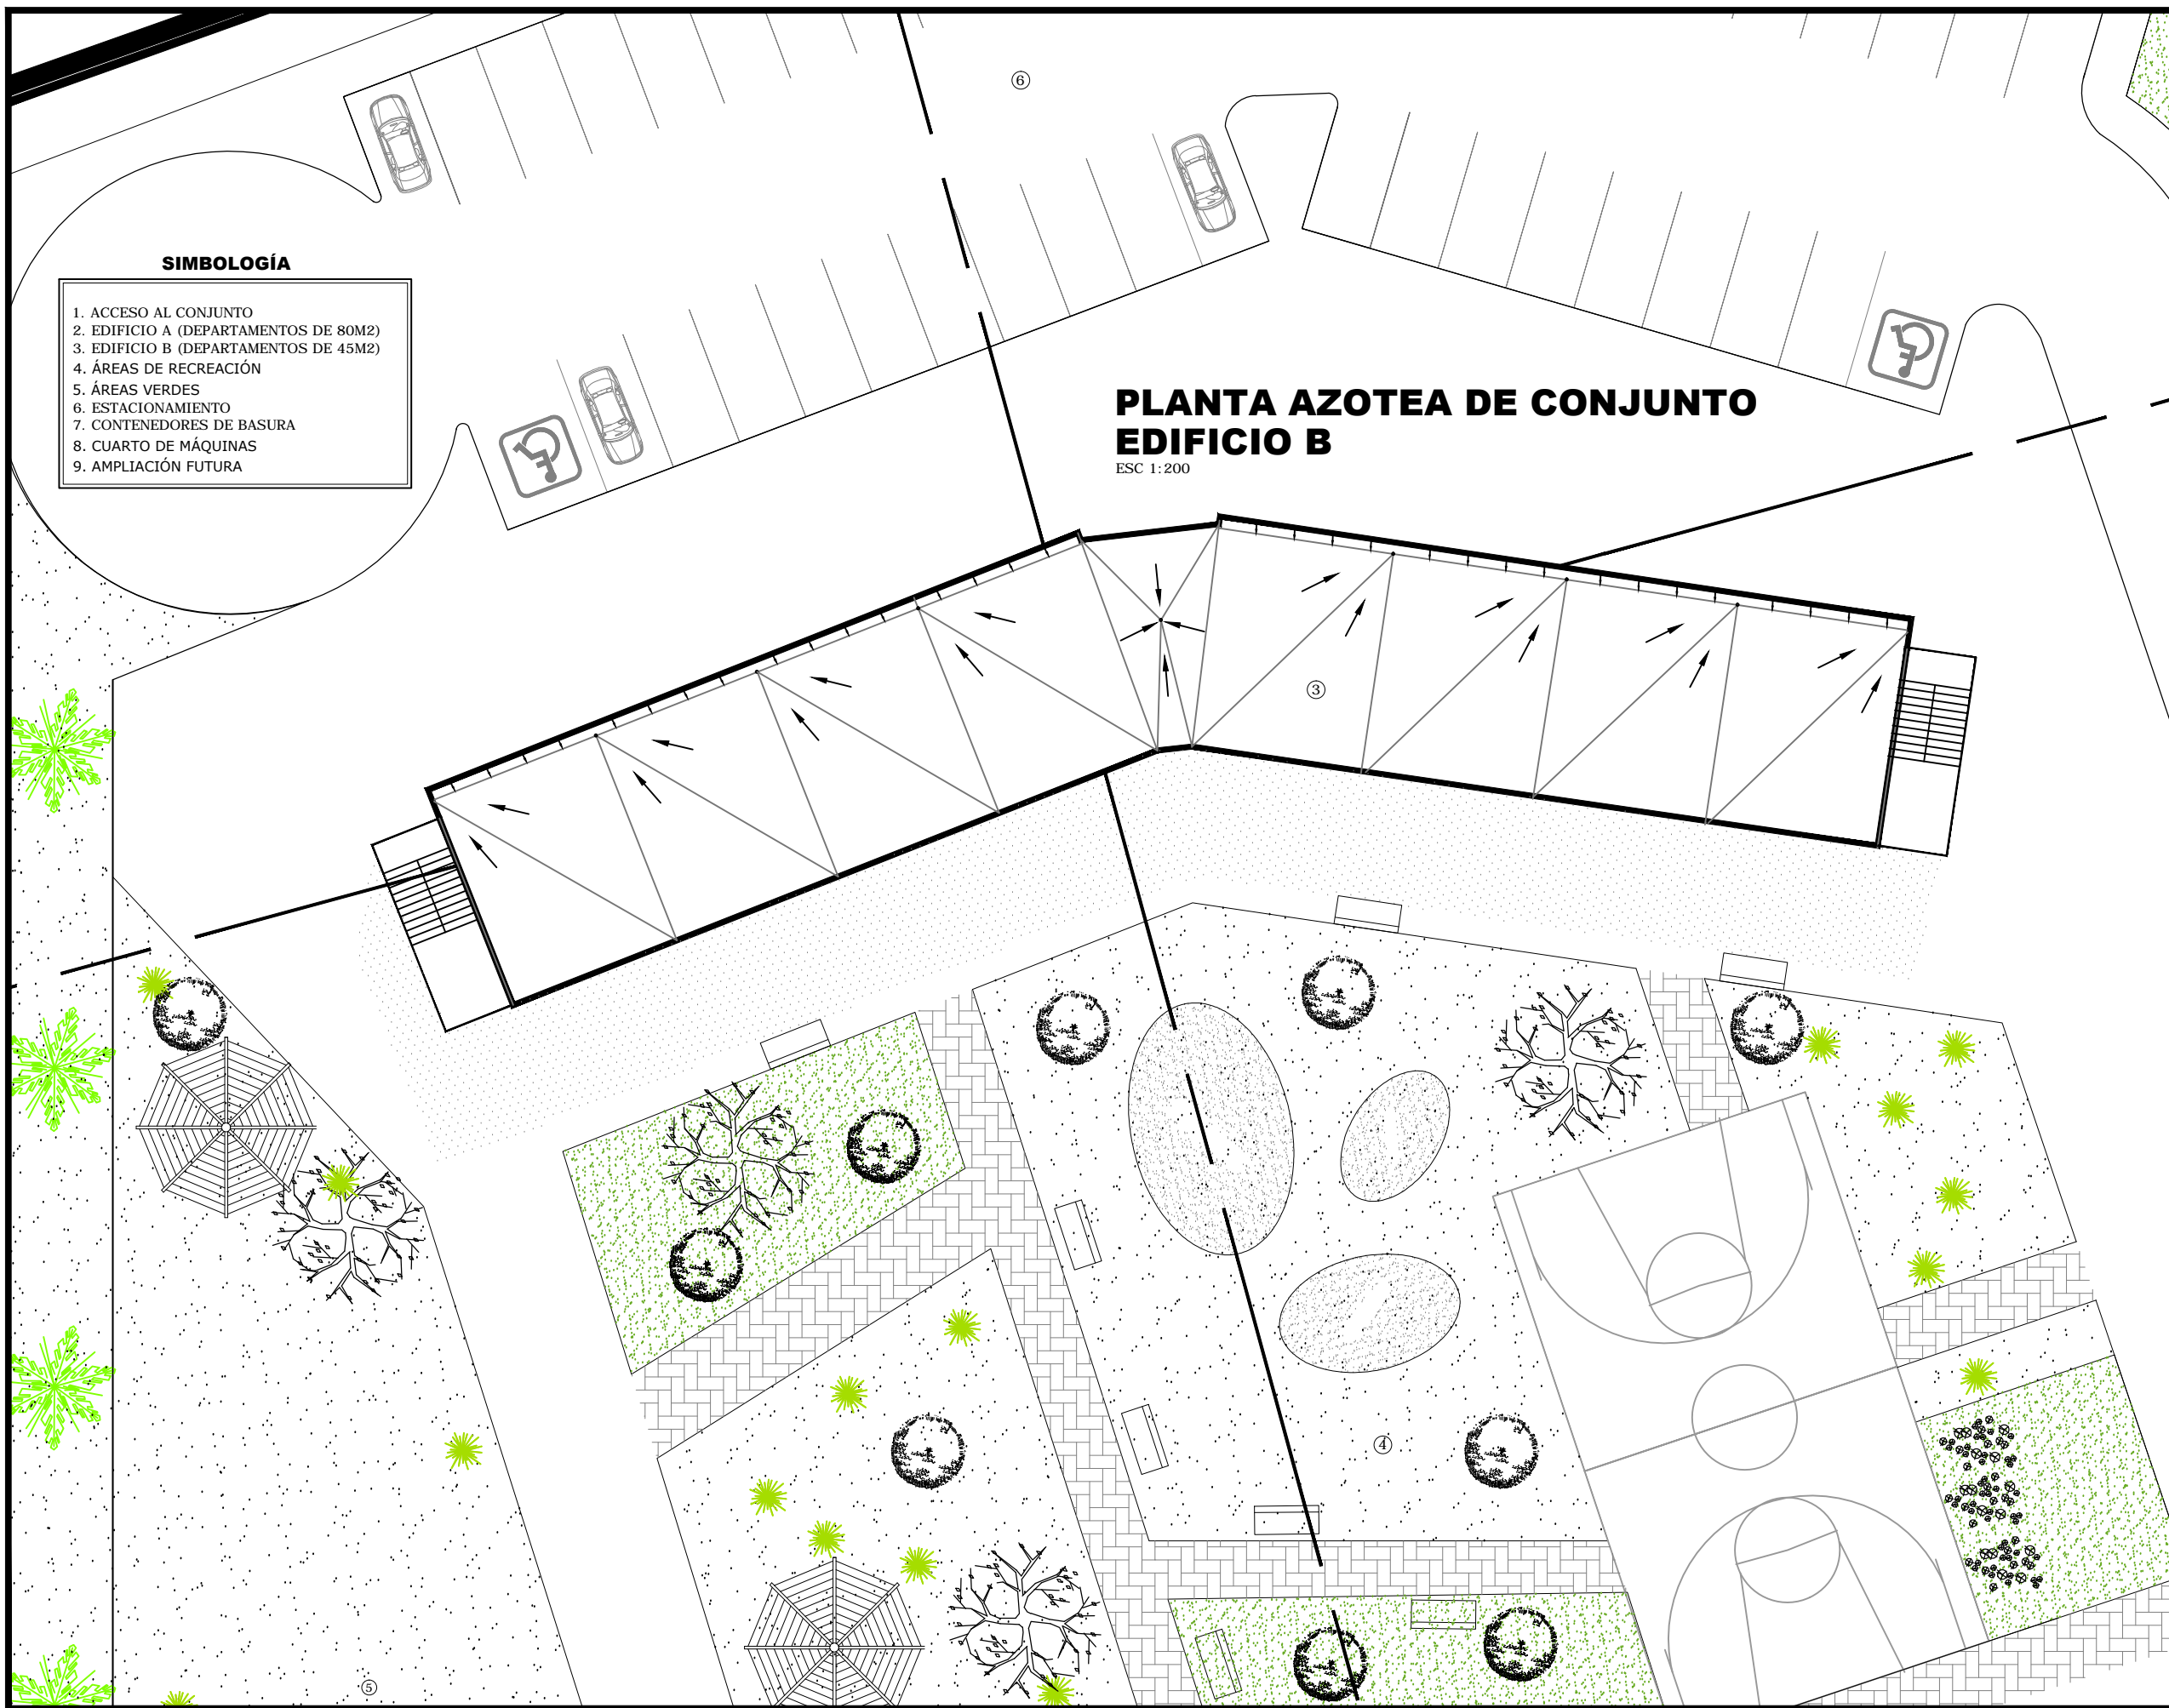 ⑥
SIMBOLOGÍA
1. ACCESO AL CONJUNTO
2. EDIFICIO A (DEPARTAMENTOS DE 80M2)
3. EDIFICIO B (DEPARTAMENTOS DE 45M2)
4. ÁREAS DE RECREACIÓN
5. ÁREAS VERDES
6. ESTACIONAMIENTO
7. CONTENEDORES DE BASURA
8. CUARTO DE MÁQUINAS
9. AMPLIACIÓN FUTURA
PLANTA AZOTEA DE CONJUNTO
EDIFICIO B
ESC 1:200
③
④
⑤